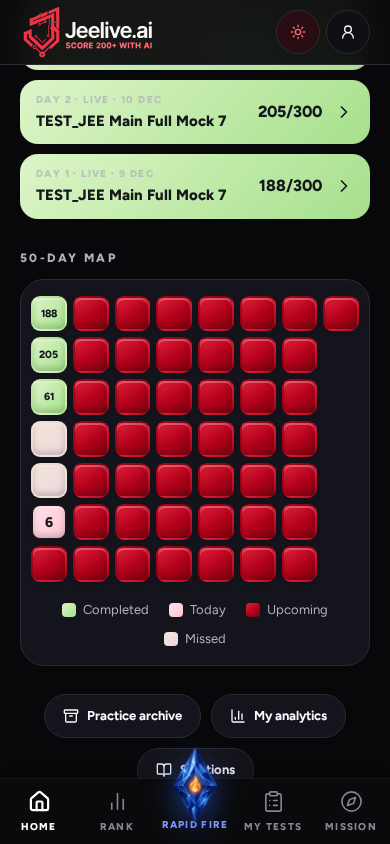 Jeelive.ai
SCORE 200+ WITH AI
DAY 2 · LIVE · 10 DEC
TEST_JEE Main Full Mock 7
205/300
DAY 1 · LIVE · 9 DEC
TEST_JEE Main Full Mock 7
188/300
50-DAY MAP
188
205
61
6
Completed
Today
Upcoming
Missed
Practice archive
My analytics
HOME
RANK
RAPID FIRE
MY TESTS
MISSION